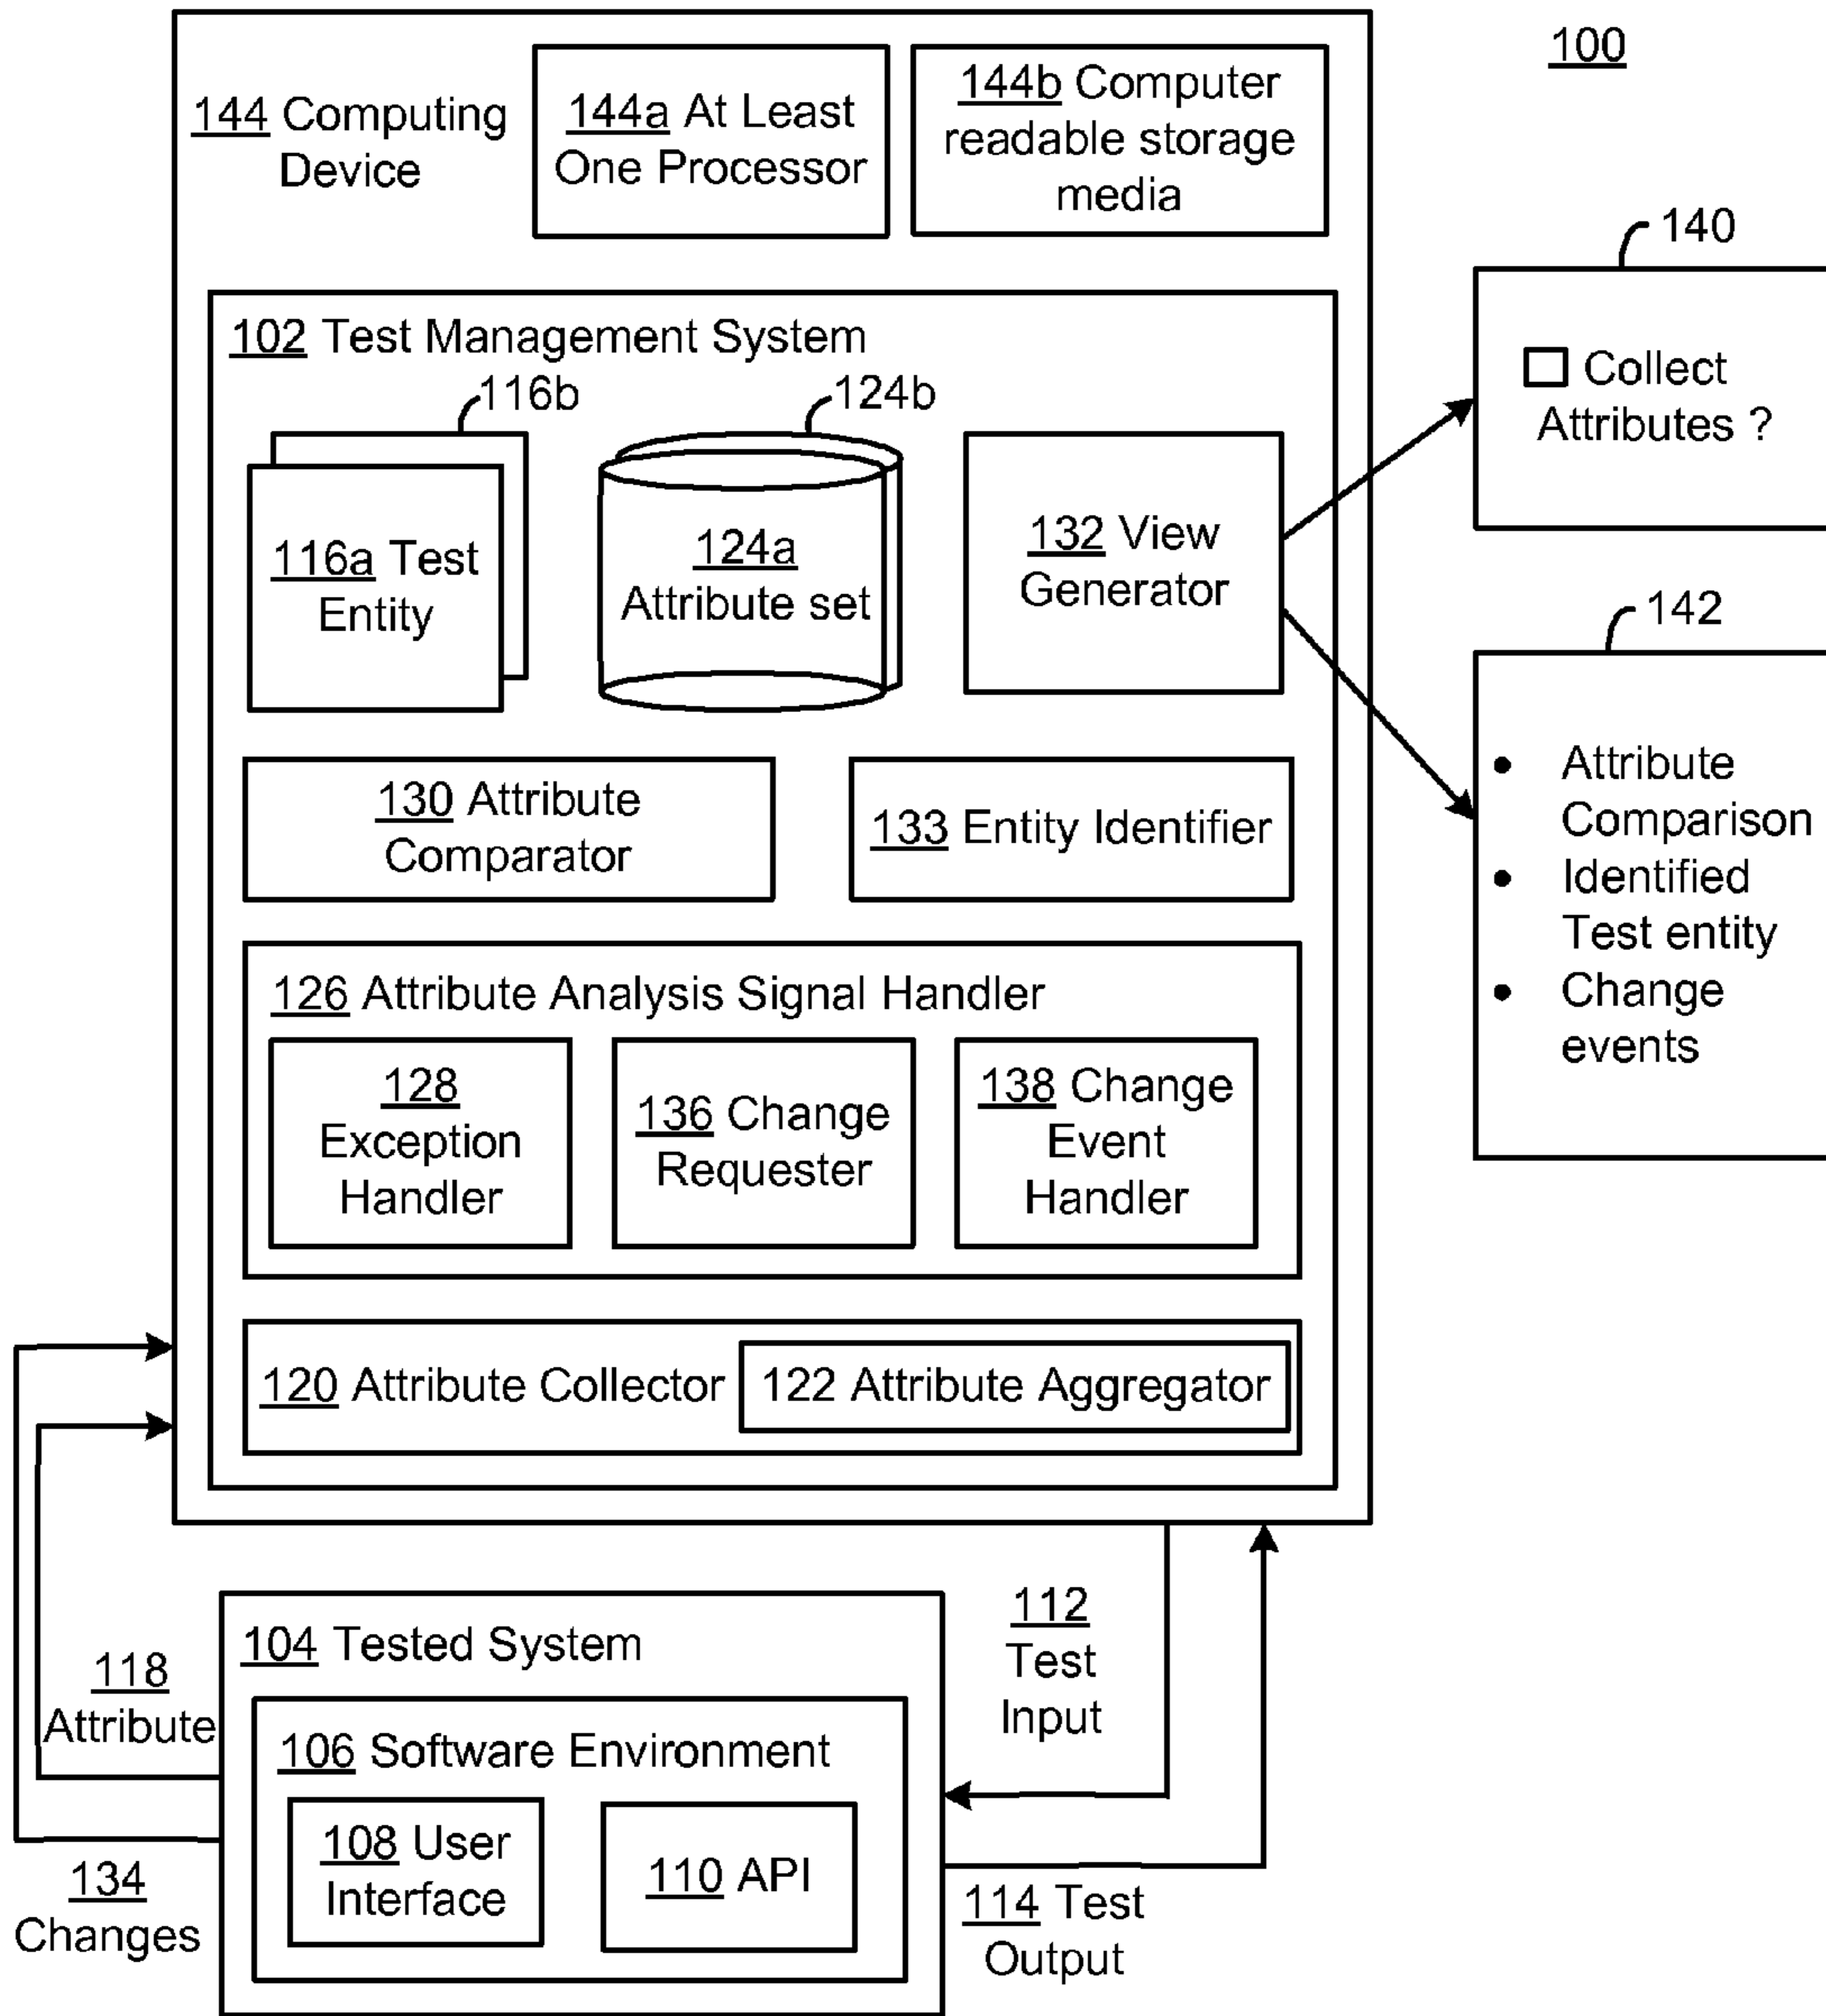 100
144 Computing
Device
144a At Least
One Processor
144b Computer
readable storage
media
140
Collect
Attributes ?
102 Test Management System
116b
124b
116a Test
Entity
124a
Attribute set
132 View
Generator
142
• Attribute
Comparison
• Identified
Test entity
• Change
events
130 Attribute
Comparator
133 Entity Identifier
126 Attribute Analysis Signal Handler
128
Exception
Handler
136 Change
Requester
138 Change
Event
Handler
120 Attribute Collector
122 Attribute Aggregator
104 Tested System
112
Test
Input
118
Attribute
106 Software Environment
108 User
Interface
110 API
134
Changes
114 Test
Output